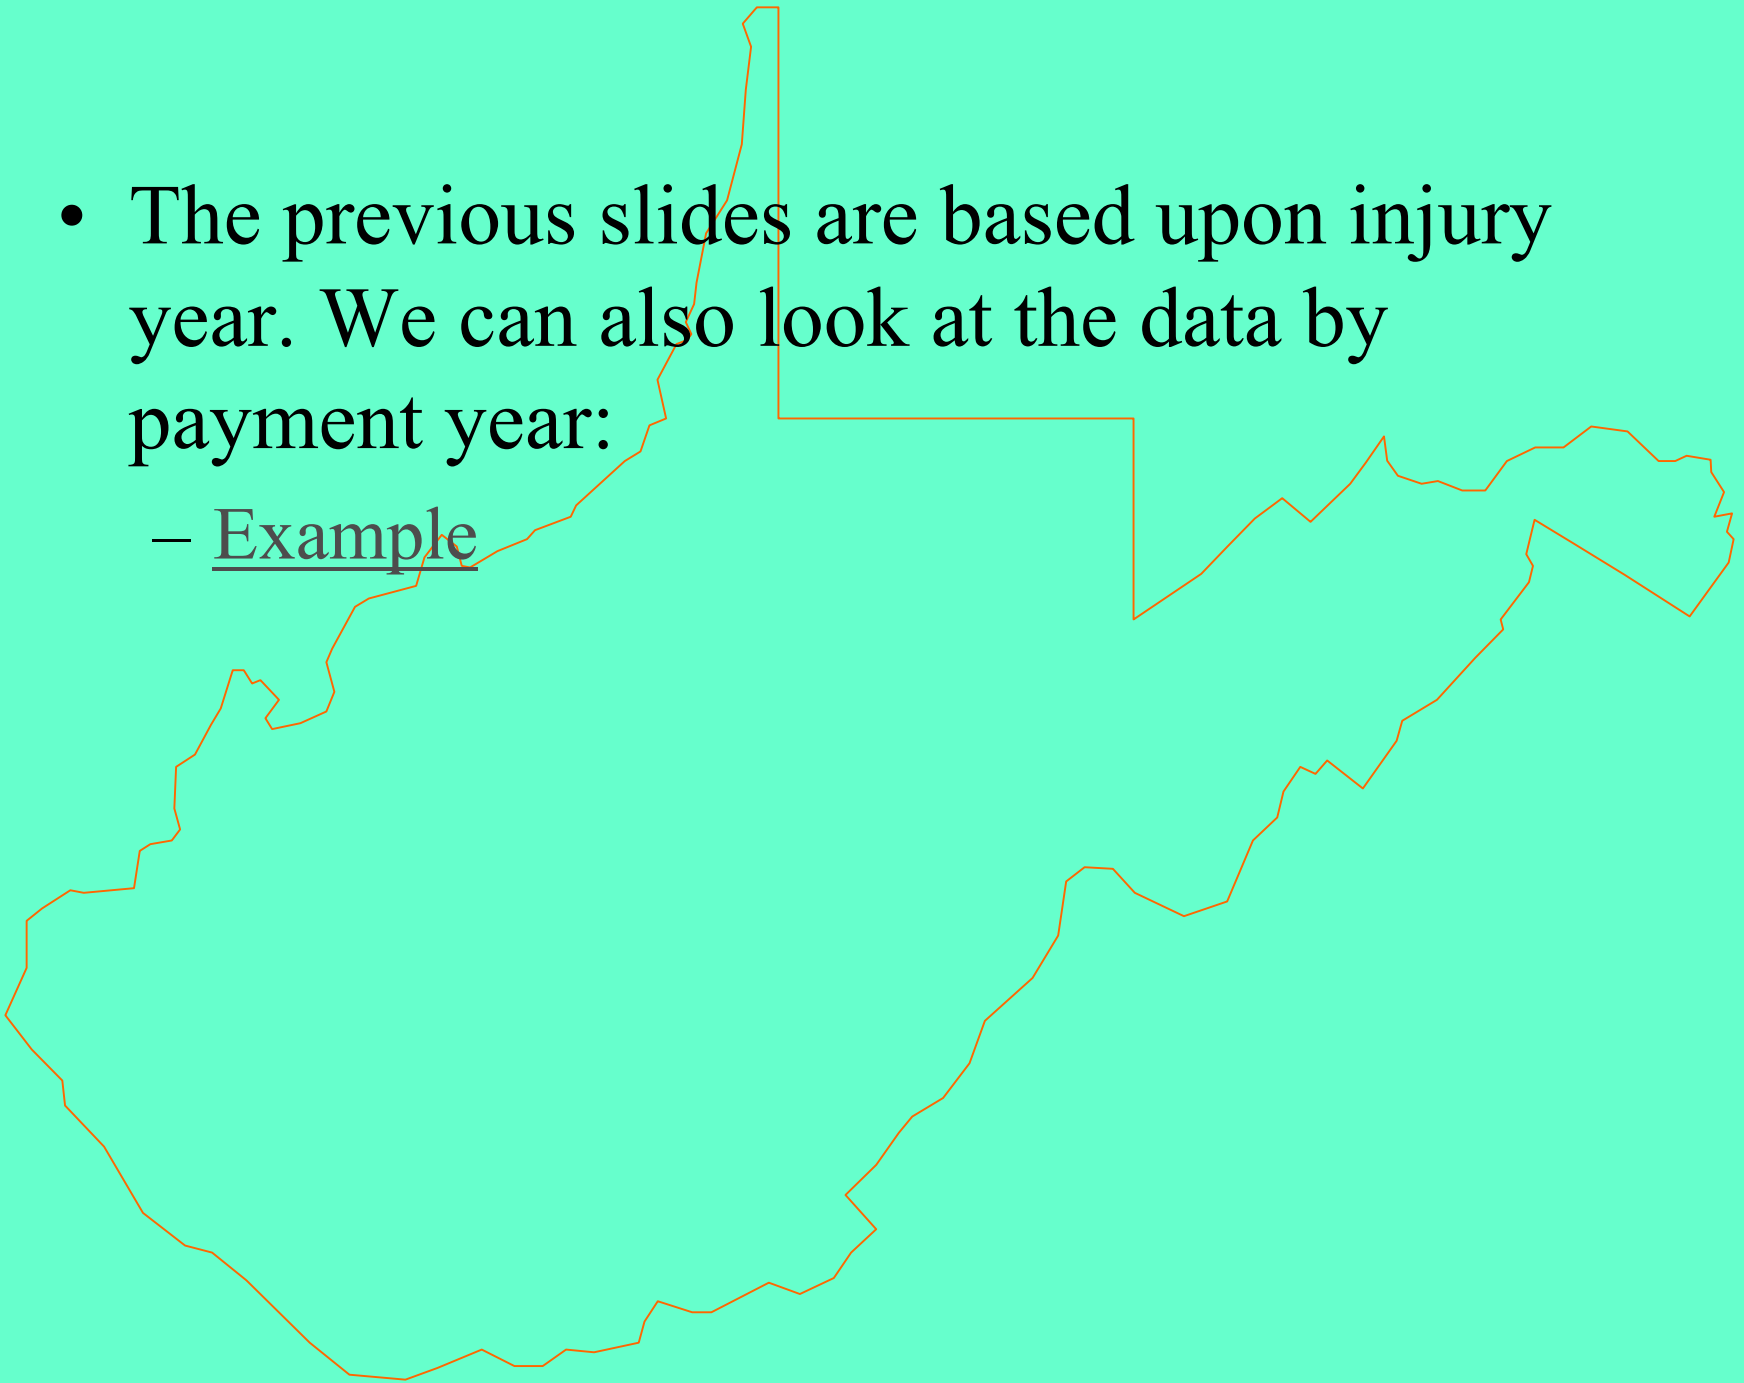 • The previous slides are based upon injury
year. We can also look at the data by
payment year:
– Example